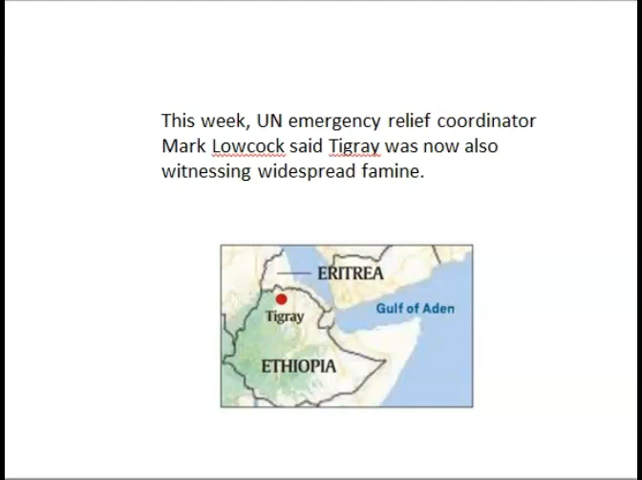 This week, UN emergency relief coordinator
Mark Lowcock said Tigray was now also
witnessing widespread famine.
ERITREA
Gulf of Aden
Tigray
ETHIOPIA